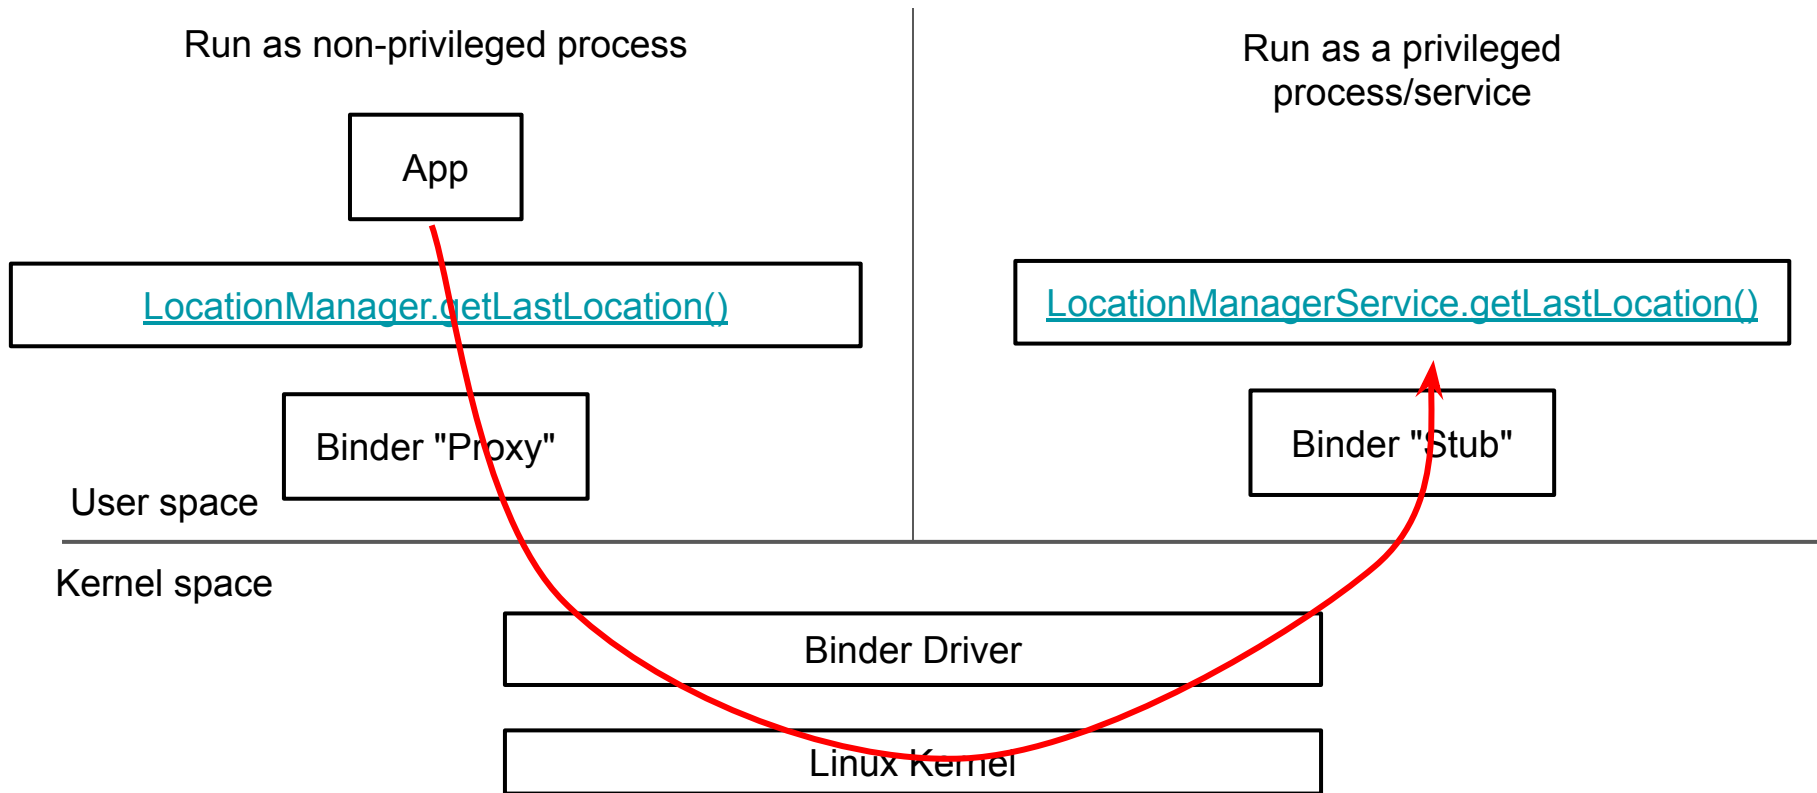 Run as non-privileged process
Run as a privileged
process/service
App
LocationManager.getLastLocation()
LocationManagerService.getLastLocation()
Binder "Proxy"
Binder "Stub"
User space
Kernel space
Binder Driver
Linux Kernel